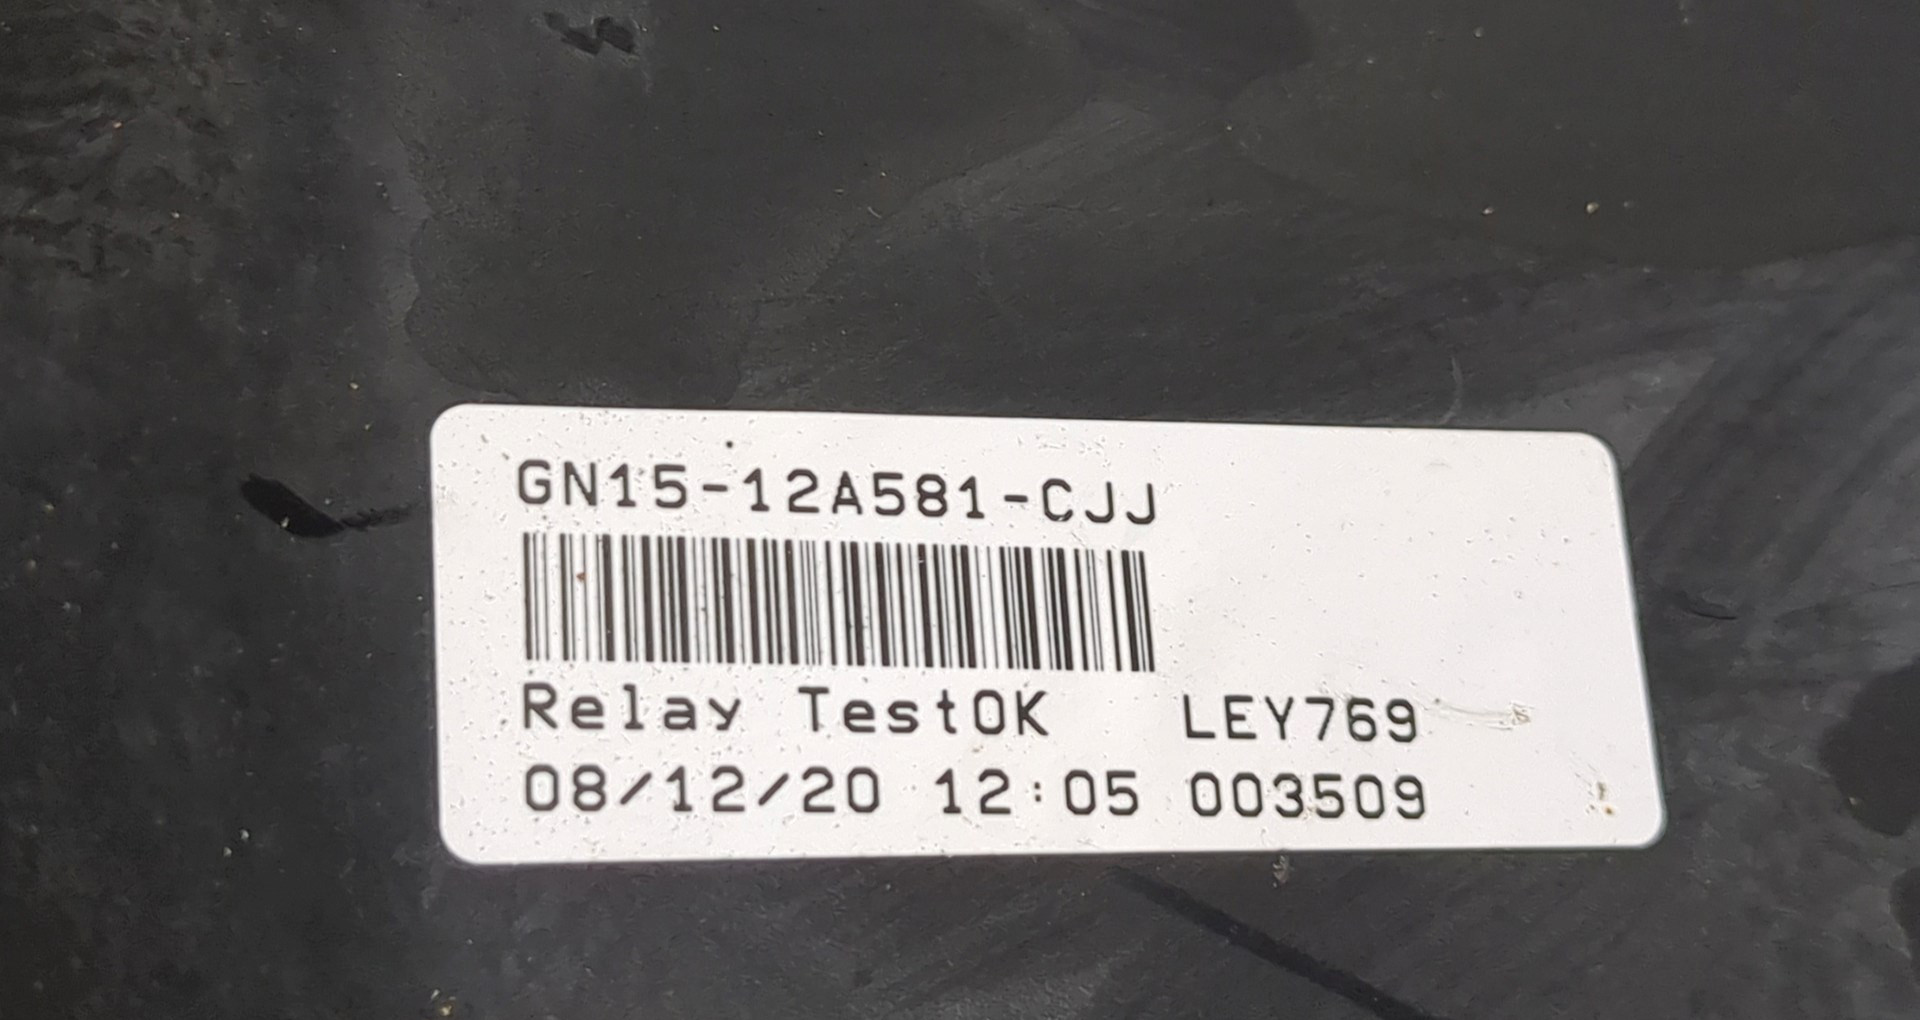 GN15-12A581-CJJ
Relay TestOK LEY769
08/12/20 12:05 003509